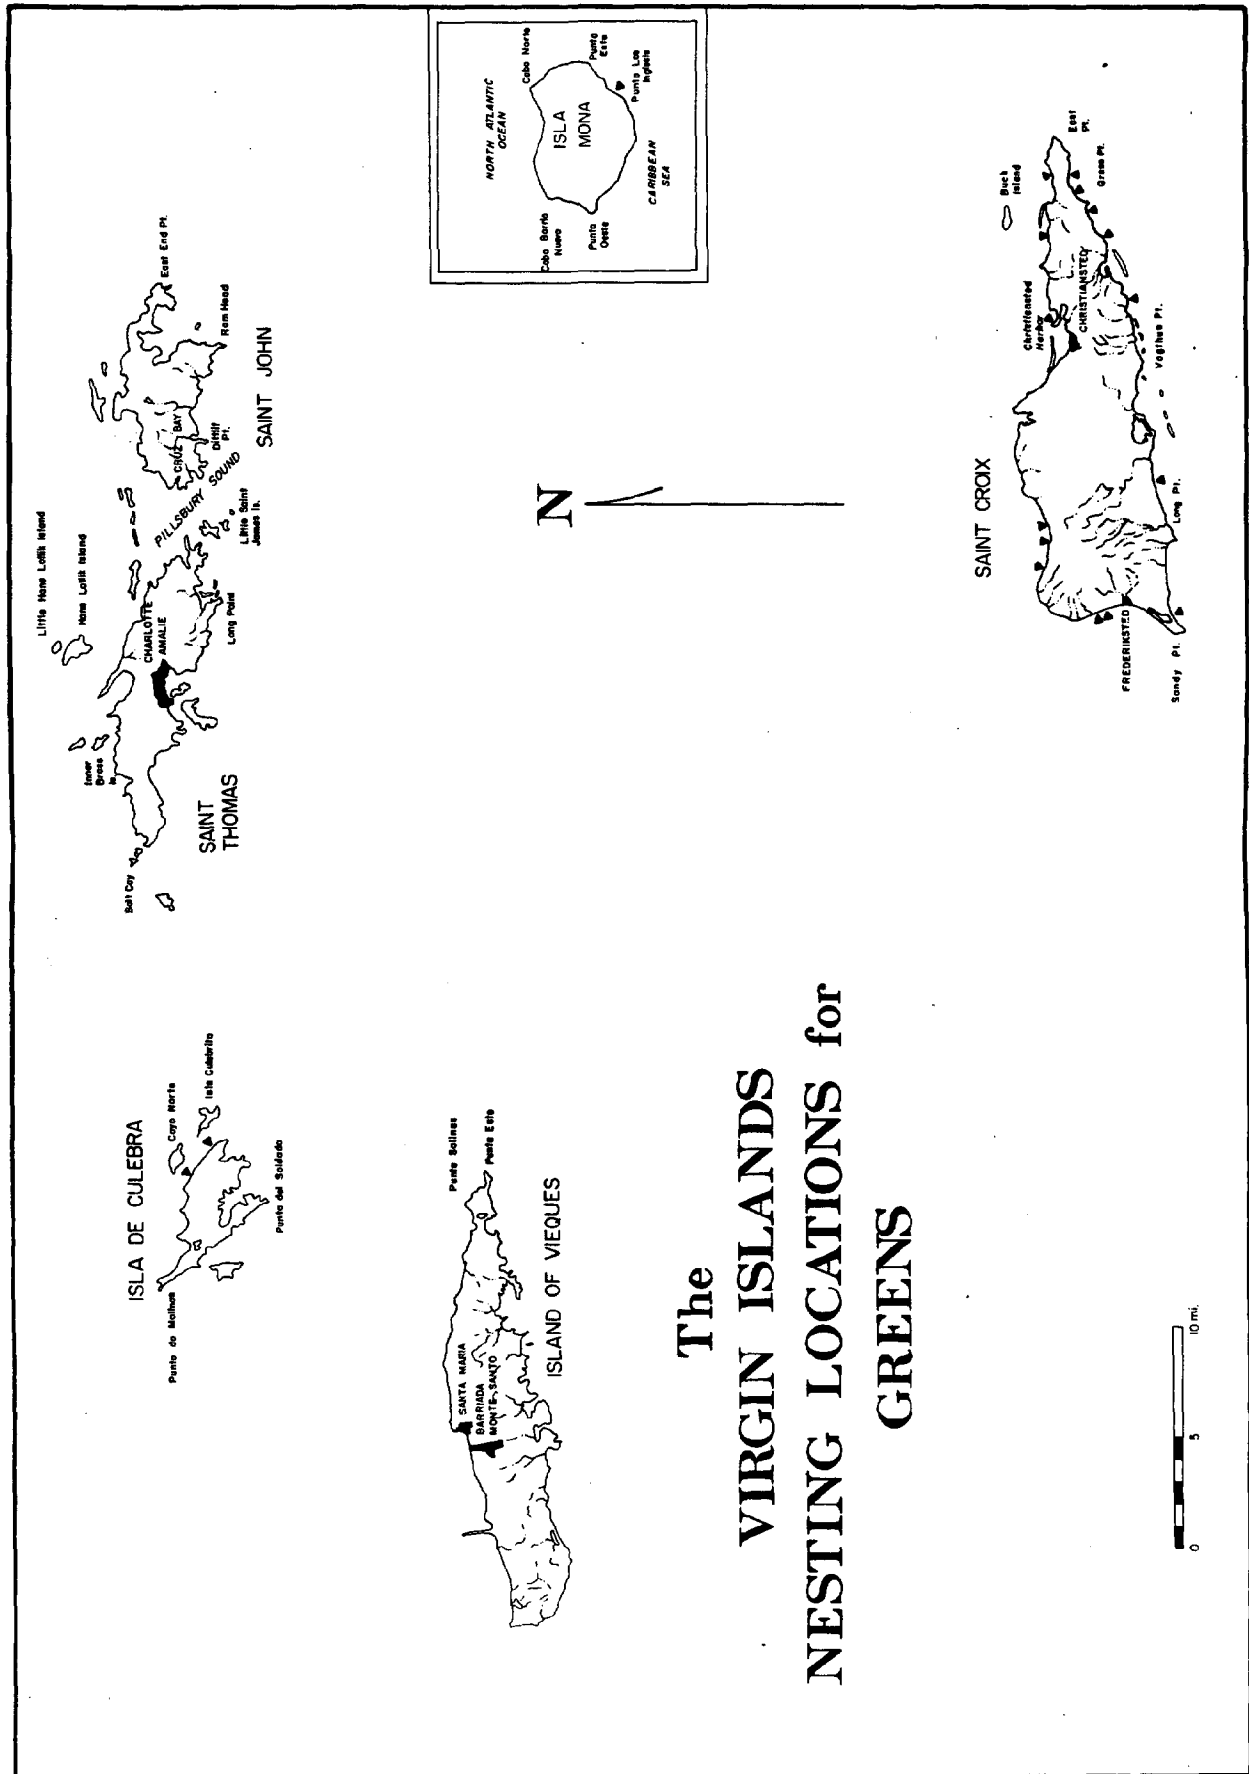 Little Hans Lollik Island
Hans Lollik Island
Inner
Brass
Is.
Salt Cay
CHARLOTTE
AMALIE
Long Point
SAINT
THOMAS
PILLSBURY SOUND
Little Saint
James Is.
CRUZ BAY
Dittlif
Pt.
East End Pt.
Ram Head
SAINT JOHN
ISLA DE CULEBRA
Cayo Norte
Isla Culebrita
Punta del Soldado
NORTH ATLANTIC
OCEAN
Cabo Norte
Cabo Barrio
Nuevo
Punta
Este
Punta Los
Ingleses
ISLA
MONA
Punta
Oeste
CARIBBEAN
SEA
N
Punta Salinas
Punta Este
SANTA MARIA
BARRIADA
MONTE SANTO
ISLAND OF VIEQUES
The
VIRGIN ISLANDS
NESTING LOCATIONS for
GREENS
SAINT CROIX
Buck
Island
Christiansted
Harbor
CHRISTIANSTED
East
Pt.
Grass Pt.
Vagthus Pt.
Long Pt.
FREDERIKSTED
Sandy Pt.
0 5 10 mi.